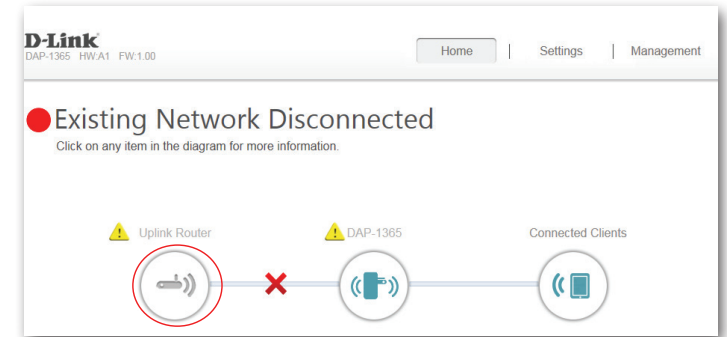 D-Link
DAP-1365 HW:A1 FW:1.00
Home | Settings | Management
Existing Network Disconnected
Click on any item in the diagram for more information.
Uplink Router DAP-1365 Connected Clients